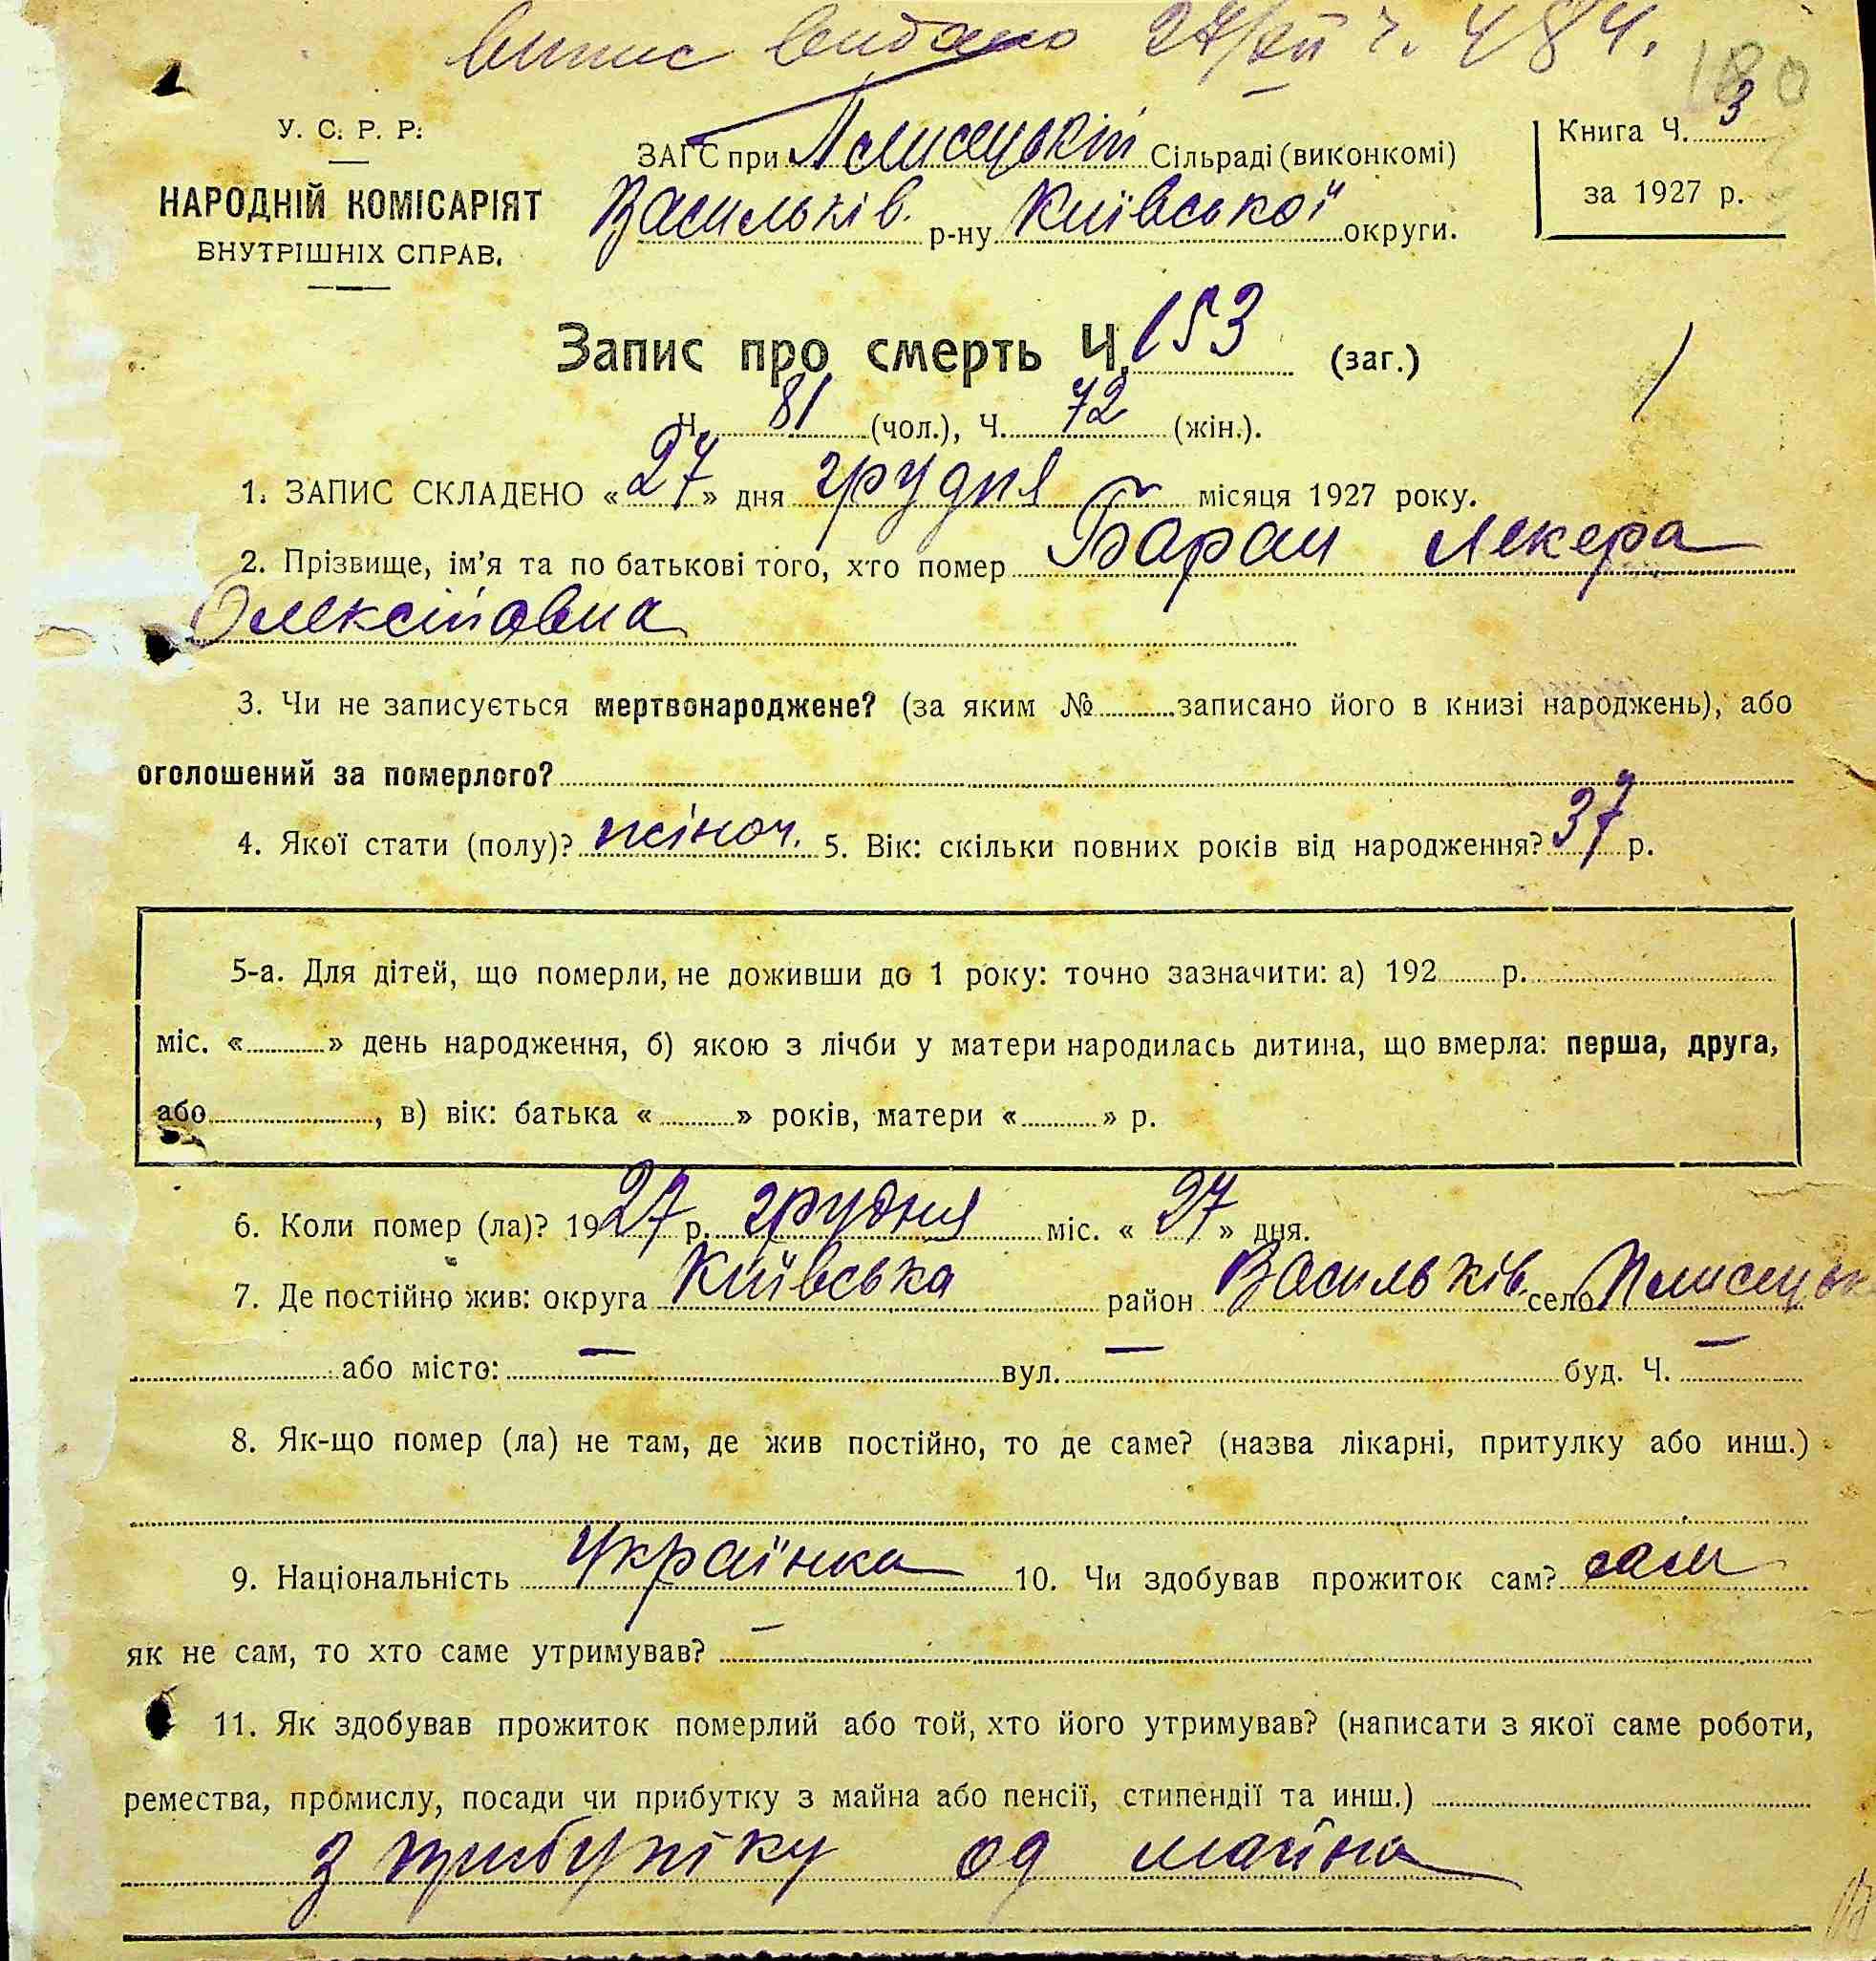 випис видано 27/XII ч. 484.
180
У. С. Р. Р.
НАРОДНІЙ КОМІСАРІЯТ
ВНУТРІШНІХ СПРАВ.
ЗАГС при Плисецькій Сільраді (виконкомі)
Васильків. р-ну Київської округи.
Книга Ч. 3
за 1927 р.
Запис про смерть Ч. 153 (заг.)
Ч. 81 (чол.), Ч. 72 (жін.).
1. ЗАПИС СКЛАДЕНО «27» дня грудня місяця 1927 року.
2. Прізвище, ім'я та по батькові того, хто помер Баран Лекера
Олексіївна
3. Чи не записується мертвонароджене? (за яким № записано його в книзі народжень), або
оголошений за померлого?
4. Якої стати (полу)? жіноч. 5. Вік: скільки повних років від народження? 37 р.
5-а. Для дітей, що померли, не доживши до 1 року: точно зазначити: а) 192 р.
міс. « » день народження, б) якою з лічби у матери народилась дитина, що вмерла: перша, друга,
або , в) вік: батька « » років, матери « » р.
6. Коли помер (ла)? 1927 р. грудня міс. «27» дня.
7. Де постійно жив: округа Київська район Васильків. село Плисецьк
або місто: — вул. — буд. Ч. —
8. Як-що помер (ла) не там, де жив постійно, то де саме? (назва лікарні, притулку або инш.)
9. Національність Українка 10. Чи здобував прожиток сам? сам
як не сам, то хто саме утримував? —
11. Як здобував прожиток померлий або той, хто його утримував? (написати з якої саме роботи,
ремества, промислу, посади чи прибутку з майна або пенсії, стипендії та инш.)
з прибутку од майна